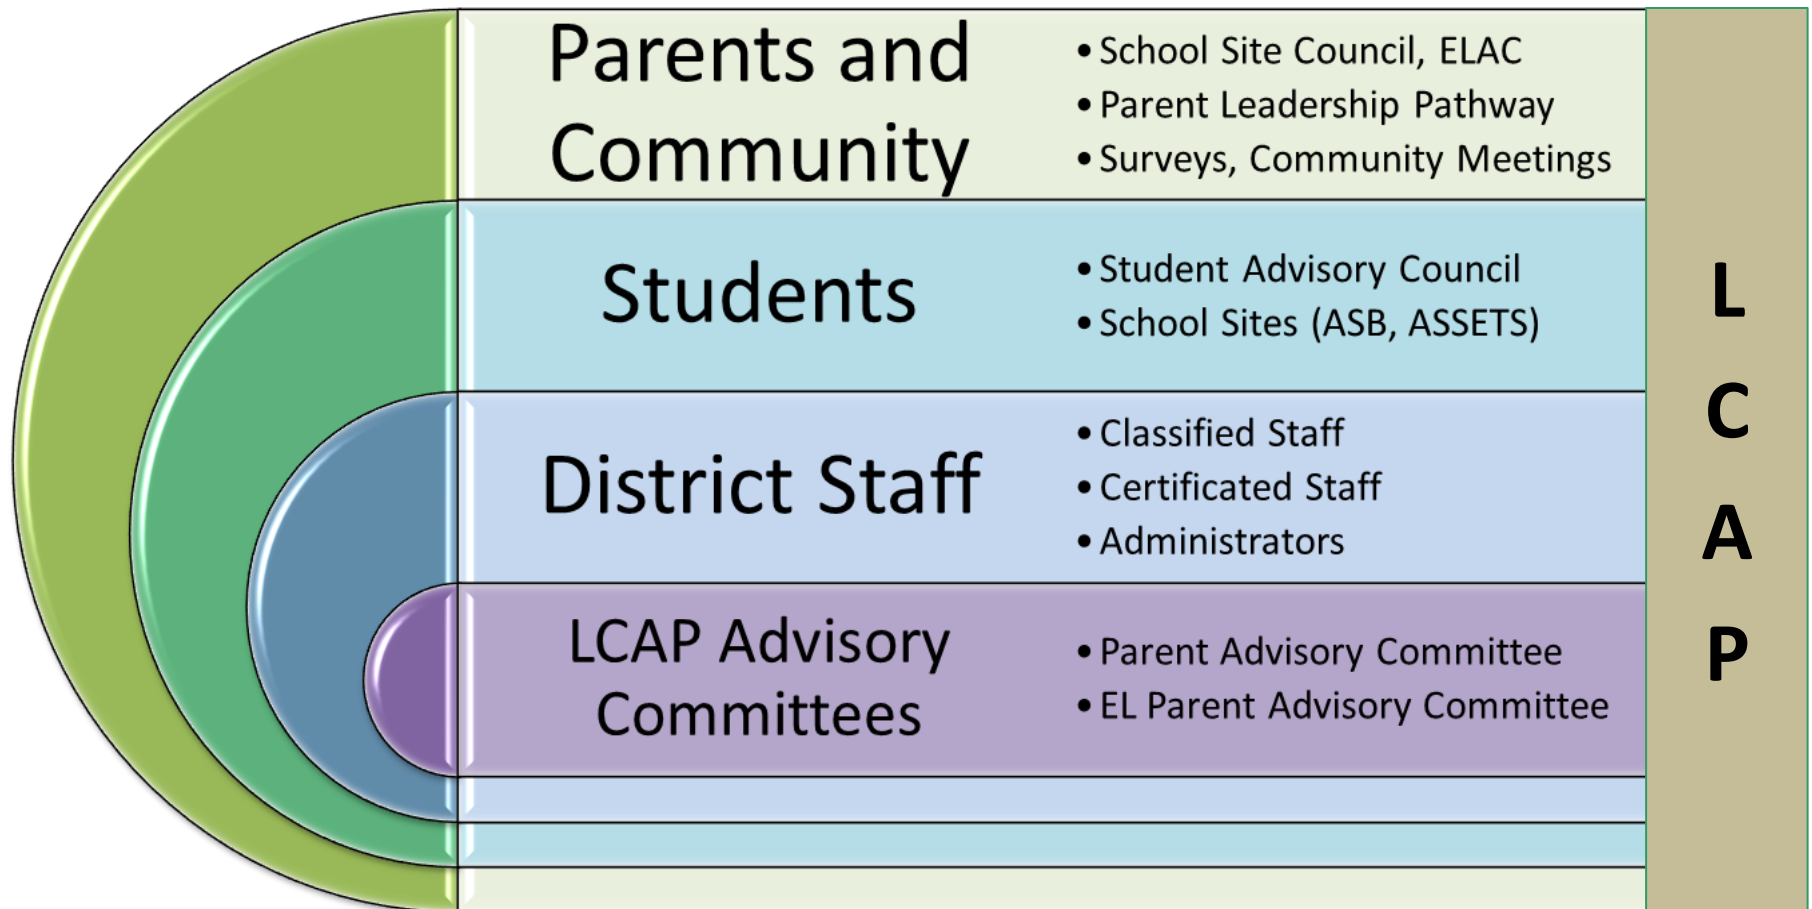 Parents and
Community
• School Site Council, ELAC
• Parent Leadership Pathway
• Surveys, Community Meetings
Students
• Student Advisory Council
• School Sites (ASB, ASSETS)
District Staff
• Classified Staff
• Certificated Staff
• Administrators
LCAP Advisory
Committees
• Parent Advisory Committee
• EL Parent Advisory Committee
L
C
A
P